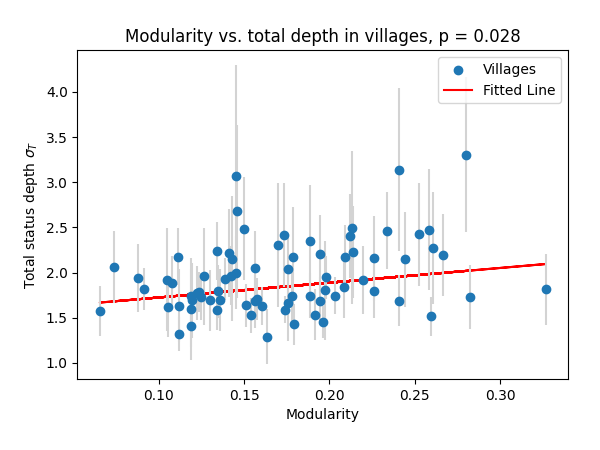 Modularity vs. total depth in villages, p = 0.028
Villages
Fitted Line
Total status depth σ_T
4.0
3.5
3.0
2.5
2.0
1.5
1.0
0.10
0.15
0.20
0.25
0.30
Modularity